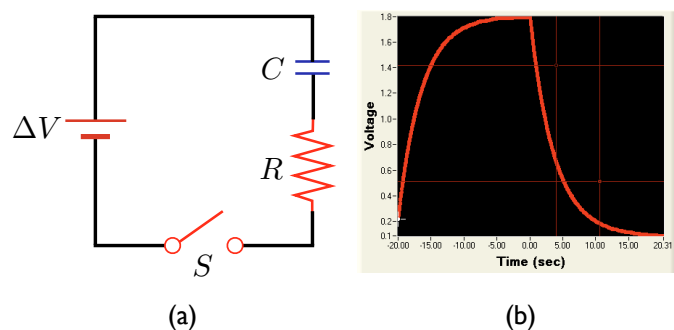 C
ΔV
R
S
(a)
Voltage
1.8-
1.6-
1.4-
1.2-
1.0-
0.8-
0.6-
0.4-
0.2-
0.1-
-20.00 -15.00 -10.00 -5.00 0.00 5.00 10.00 15.00 20.31
Time (sec)
(b)